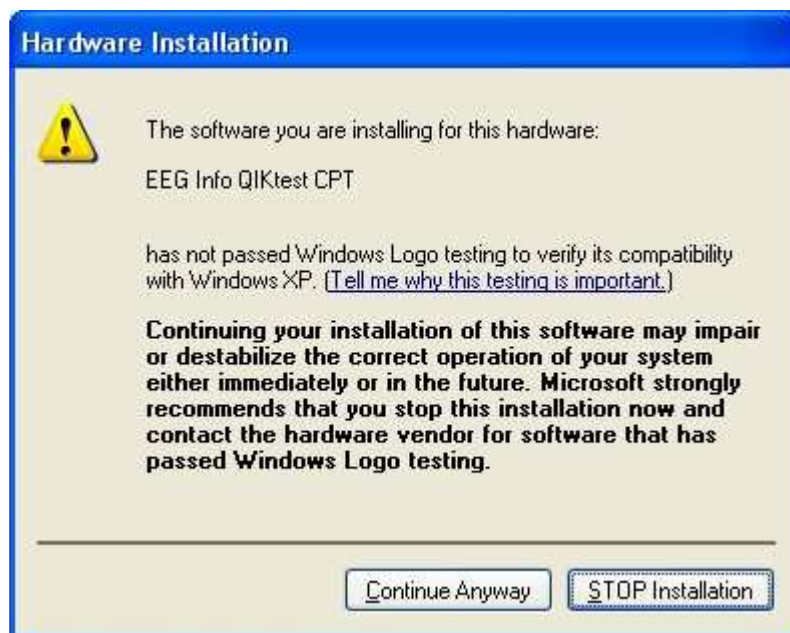 Hardware Installation
The software you are installing for this hardware:
EEG Info QIKtest CPT
has not passed Windows Logo testing to verify its compatibility
with Windows XP. (Tell me why this testing is important.)
Continuing your installation of this software may impair
or destabilize the correct operation of your system
either immediately or in the future. Microsoft strongly
recommends that you stop this installation now and
contact the hardware vendor for software that has
passed Windows Logo testing.
Continue Anyway
STOP Installation